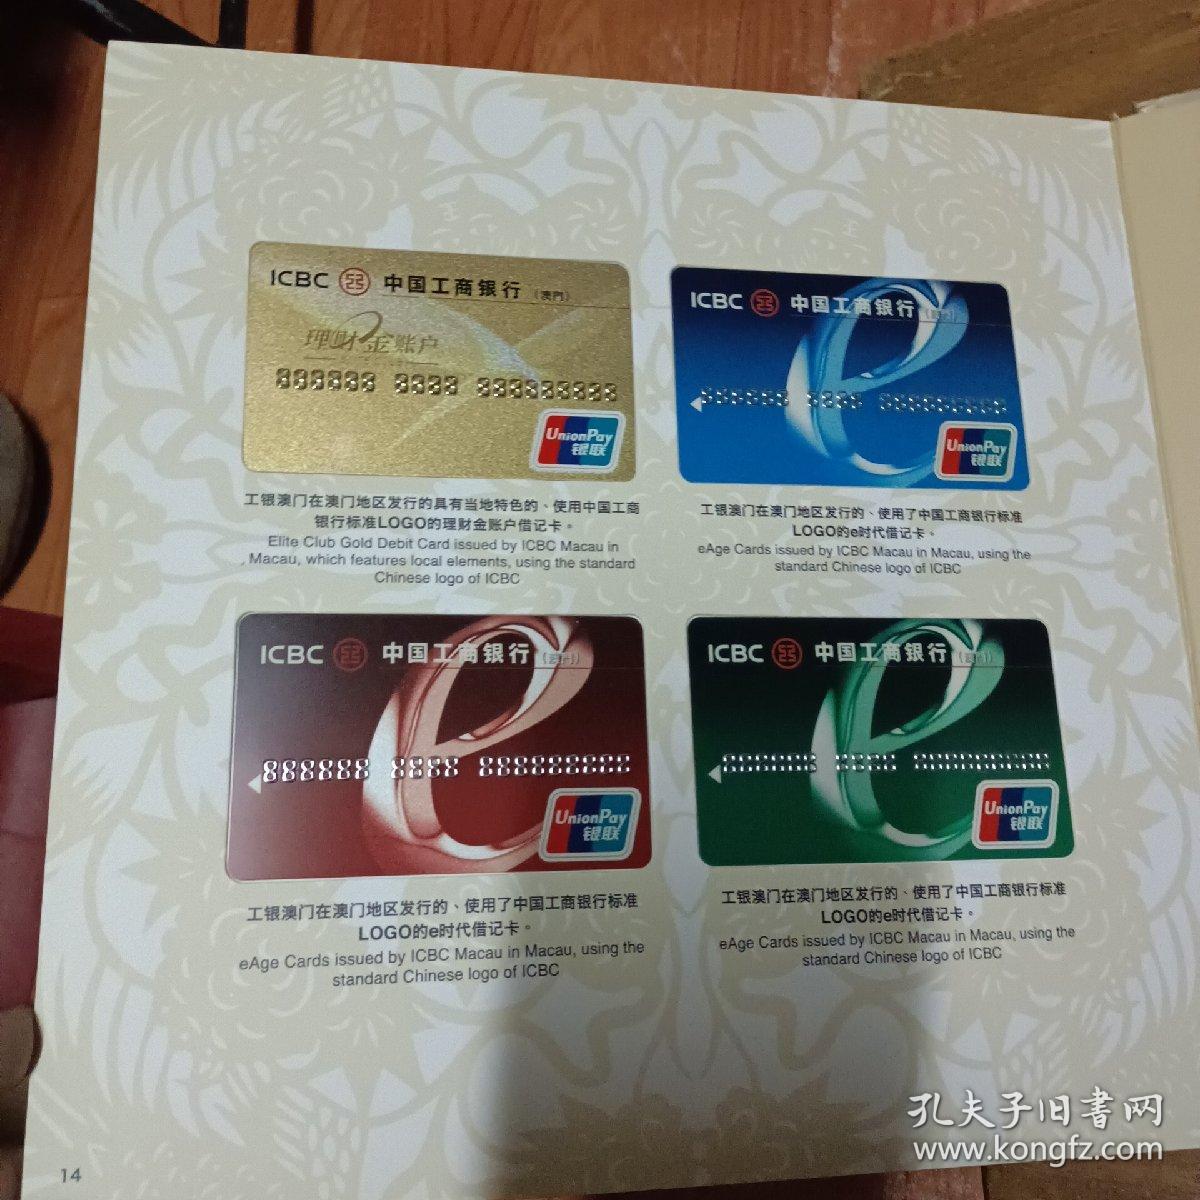 ICBC 中国工商银行 (澳門)
理财金账户
888888 8888 888888888
UnionPay
银联
工银澳门在澳门地区发行的具有当地特色的、使用中国工商
银行标准LOGO的理财金账户借记卡。
Elite Club Gold Debit Card issued by ICBC Macau in
, Macau, which features local elements, using the standard
Chinese logo of ICBC
ICBC 中国工商银行
UnionPay
银联
工银澳门在澳门地区发行的、使用了中国工商银行标准
LOGO的e时代借记卡。
eAge Cards issued by ICBC Macau in Macau, using the
standard Chinese logo of ICBC
ICBC 中国工商银行
888888 8888 888888888
UnionPay
银联
工银澳门在澳门地区发行的、使用了中国工商银行标准
LOGO的e时代借记卡。
eAge Cards issued by ICBC Macau in Macau, using the
standard Chinese logo of ICBC
ICBC 中国工商银行
UnionPay
银联
工银澳门在澳门地区发行的、使用了中国工商银行标准
LOGO的e时代借记卡。
eAge Cards issued by ICBC Macau in Macau, using the
standard Chinese logo of ICBC
14
孔夫子旧書网
www.kongfz.com